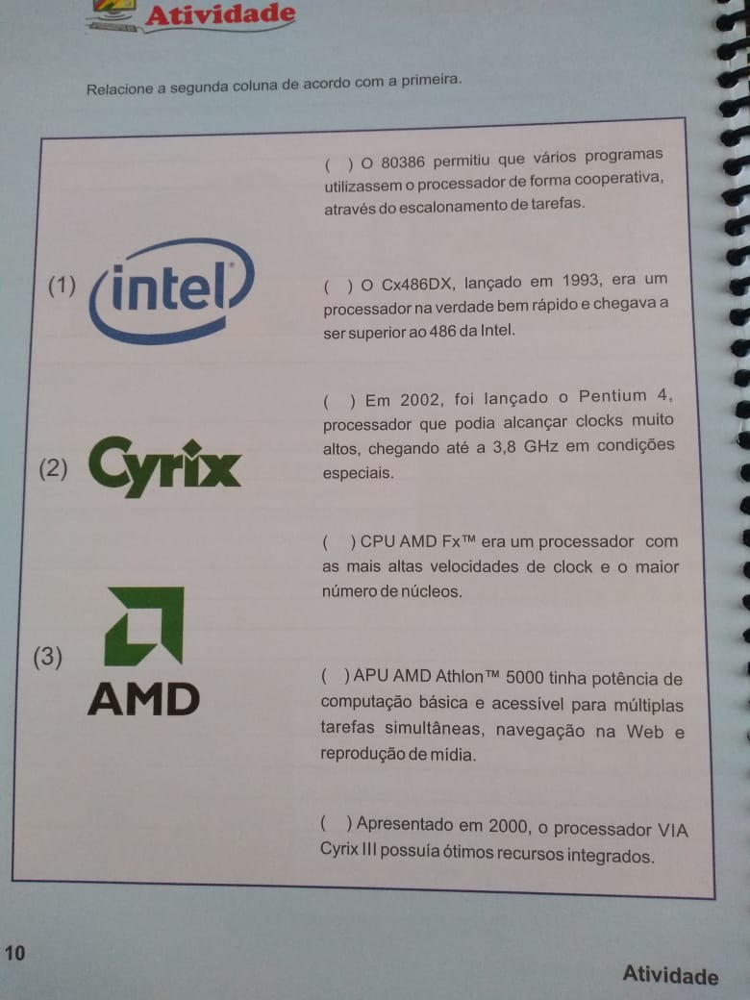 Atividade
Relacione a segunda coluna de acordo com a primeira.
( ) O 80386 permitiu que vários programas
utilizassem o processador de forma cooperativa,
através do escalonamento de tarefas.
(1) intel®
( ) O Cx486DX, lançado em 1993, era um
processador na verdade bem rápido e chegava a
ser superior ao 486 da Intel.
( ) Em 2002, foi lançado o Pentium 4,
processador que podia alcançar clocks muito
altos, chegando até a 3,8 GHz em condições
especiais.
(2) Cyrix
( ) CPU AMD Fx™ era um processador com
as mais altas velocidades de clock e o maior
número de núcleos.
(3) AMD
( ) APU AMD Athlon™ 5000 tinha potência de
computação básica e acessível para múltiplas
tarefas simultâneas, navegação na Web e
reprodução de mídia.
( ) Apresentado em 2000, o processador VIA
Cyrix III possuía ótimos recursos integrados.
10
Atividade